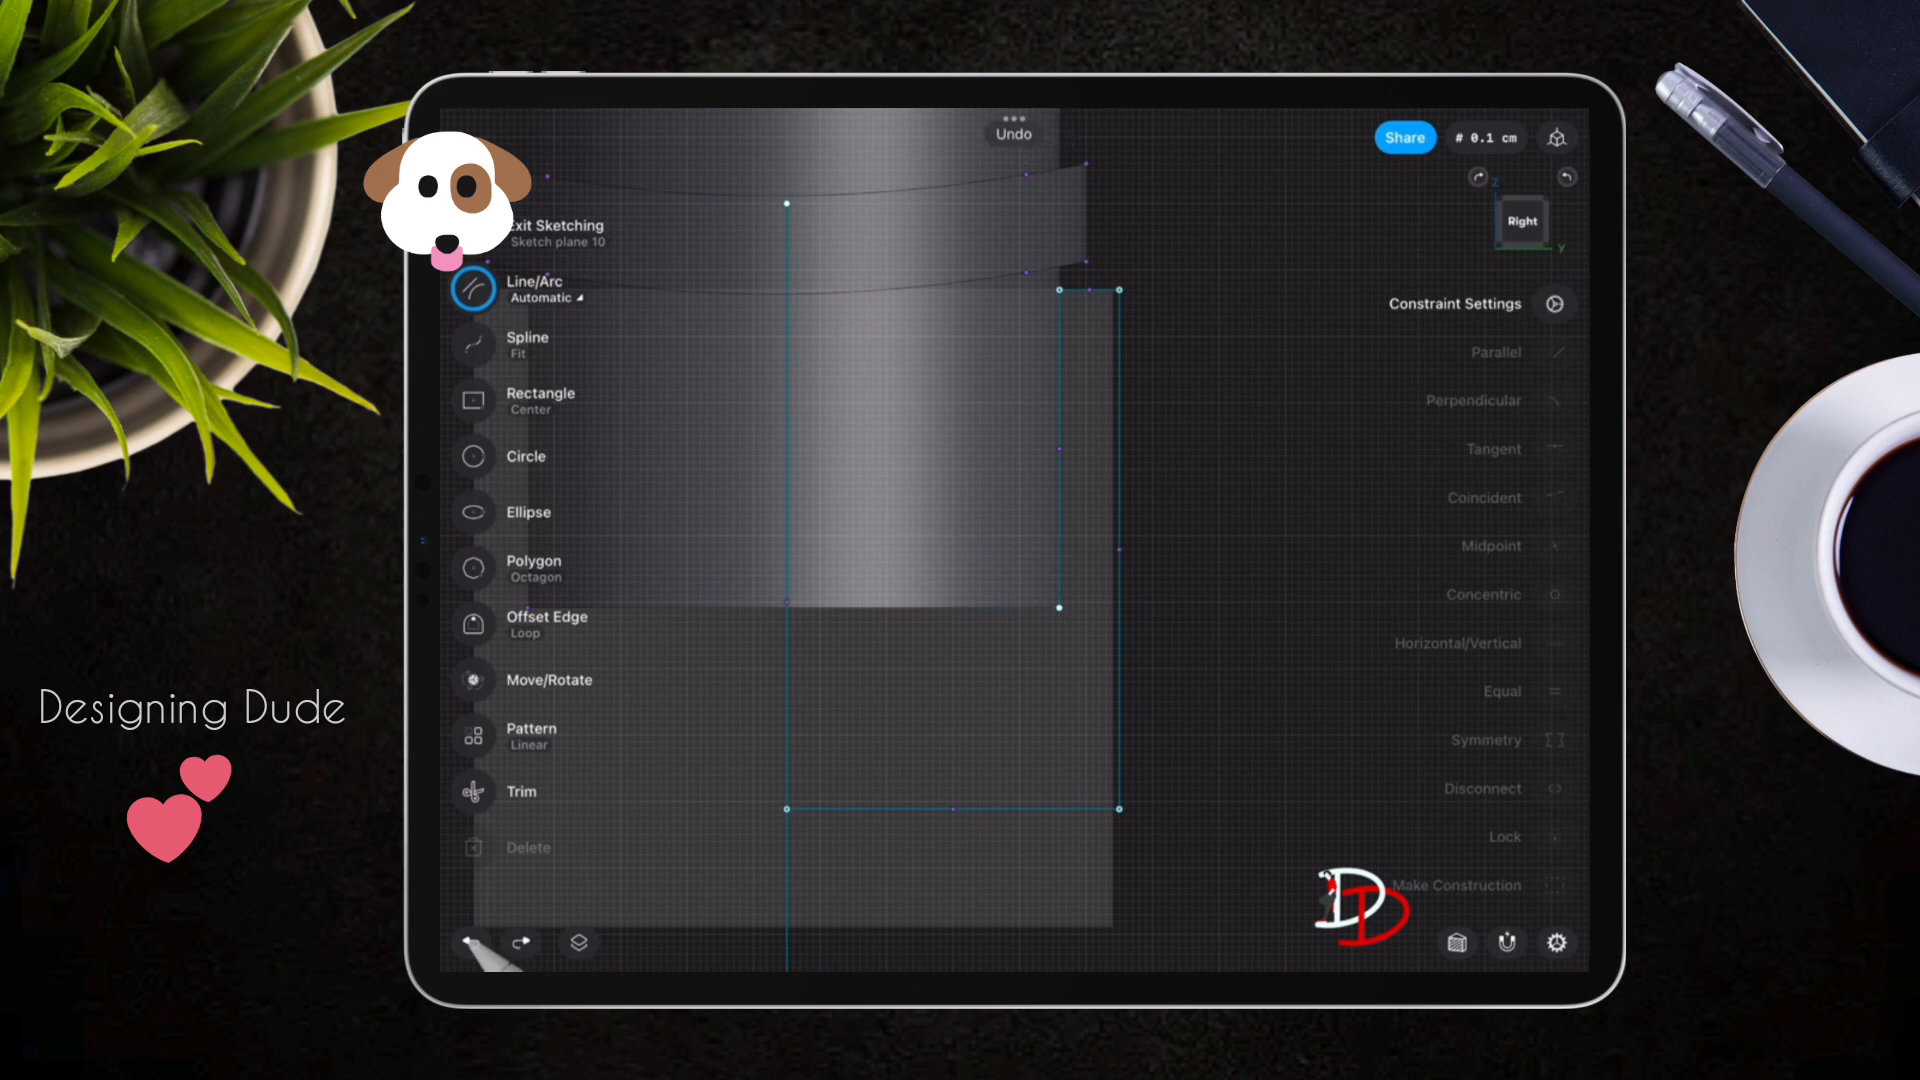 Undo
Share
# 0.1 cm
Exit Sketching
Sketch plane 10
Z
Right
Y
Line/Arc
Automatic
Constraint Settings
Spline
Fit
Parallel
Rectangle
Center
Perpendicular
Circle
Tangent
Coincident
Ellipse
Midpoint
Polygon
Octagon
Concentric
Offset Edge
Loop
Horizontal/Vertical
Move/Rotate
Equal
Designing Dude
Pattern
Linear
Symmetry
Trim
Disconnect
Lock
Delete
Make Construction
DD